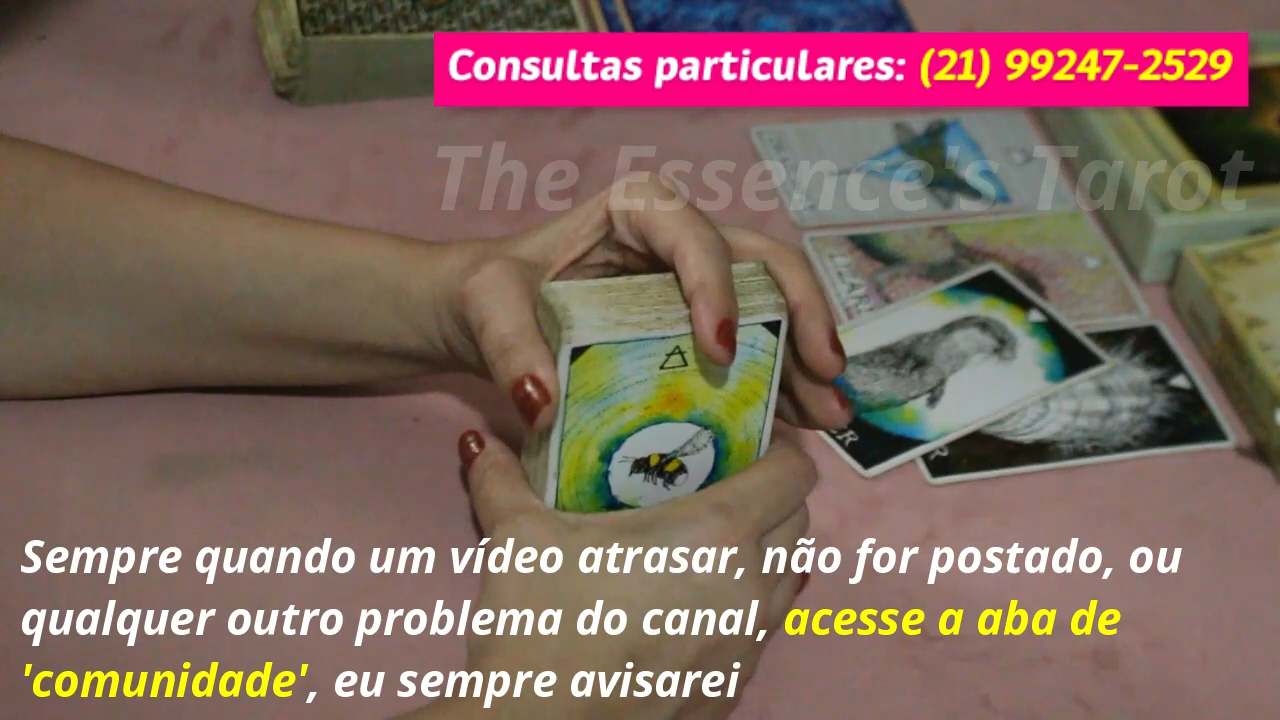 Consultas particulares: (21) 99247-2529
The Essence's Tarot
Sempre quando um vídeo atrasar, não for postado, ou
qualquer outro problema do canal, acesse a aba de
'comunidade', eu sempre avisarei